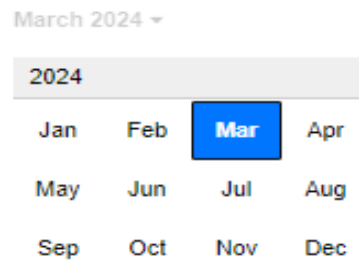 March 2024
2024
Jan Feb Mar Apr
May Jun Jul Aug
Sep Oct Nov Dec